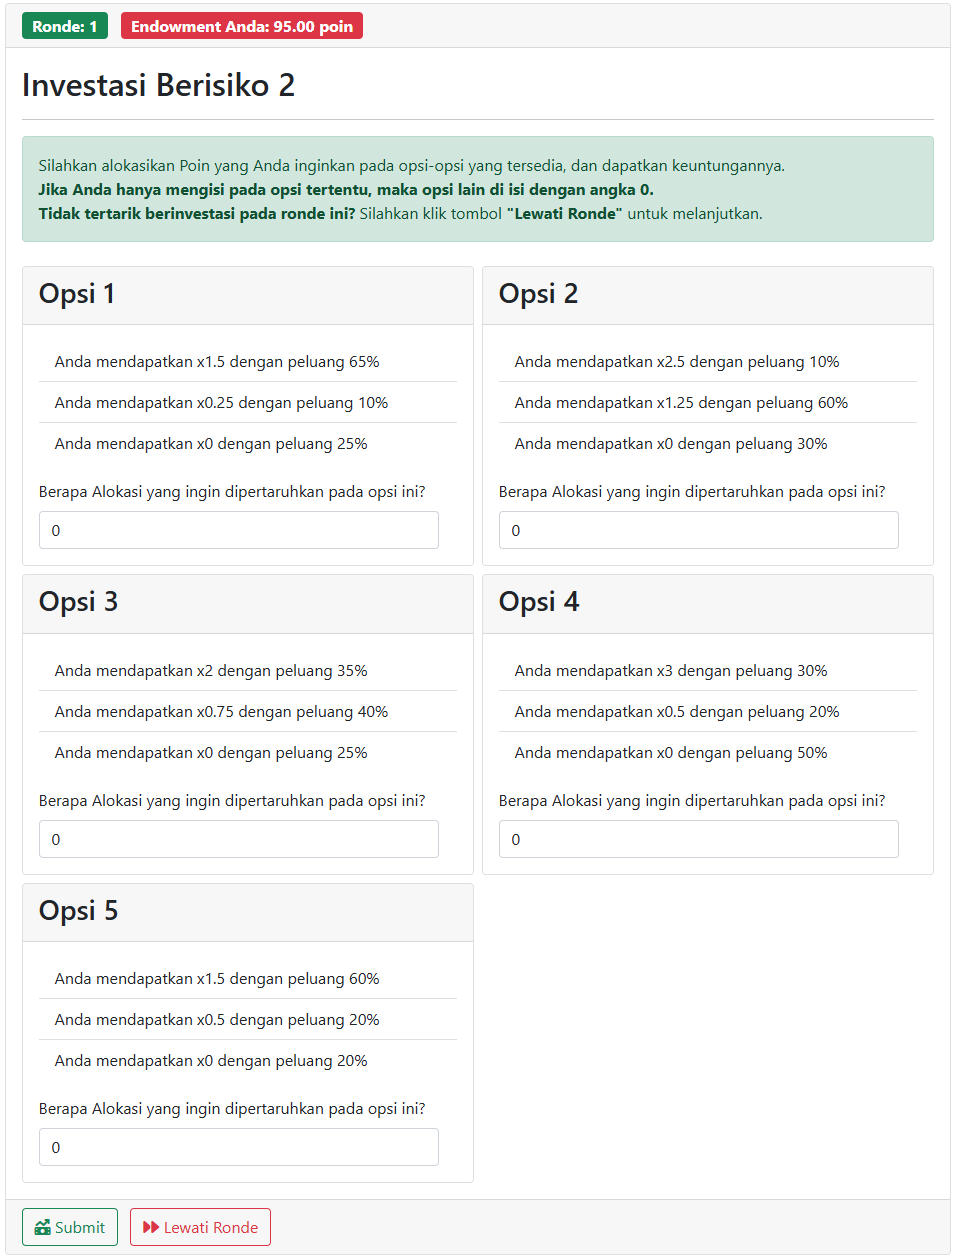 Ronde: 1 Endowment Anda: 95.00 poin
Investasi Berisiko 2
Silahkan alokasikan Poin yang Anda inginkan pada opsi-opsi yang tersedia, dan dapatkan keuntungannya.
Jika Anda hanya mengisi pada opsi tertentu, maka opsi lain di isi dengan angka 0.
Tidak tertarik berinvestasi pada ronde ini? Silahkan klik tombol "Lewati Ronde" untuk melanjutkan.
Opsi 1
Anda mendapatkan x1.5 dengan peluang 65%
Anda mendapatkan x0.25 dengan peluang 10%
Anda mendapatkan x0 dengan peluang 25%
Berapa Alokasi yang ingin dipertaruhkan pada opsi ini?
0
Opsi 2
Anda mendapatkan x2.5 dengan peluang 10%
Anda mendapatkan x1.25 dengan peluang 60%
Anda mendapatkan x0 dengan peluang 30%
Berapa Alokasi yang ingin dipertaruhkan pada opsi ini?
0
Opsi 3
Anda mendapatkan x2 dengan peluang 35%
Anda mendapatkan x0.75 dengan peluang 40%
Anda mendapatkan x0 dengan peluang 25%
Berapa Alokasi yang ingin dipertaruhkan pada opsi ini?
0
Opsi 4
Anda mendapatkan x3 dengan peluang 30%
Anda mendapatkan x0.5 dengan peluang 20%
Anda mendapatkan x0 dengan peluang 50%
Berapa Alokasi yang ingin dipertaruhkan pada opsi ini?
0
Opsi 5
Anda mendapatkan x1.5 dengan peluang 60%
Anda mendapatkan x0.5 dengan peluang 20%
Anda mendapatkan x0 dengan peluang 20%
Berapa Alokasi yang ingin dipertaruhkan pada opsi ini?
0
Submit Lewati Ronde